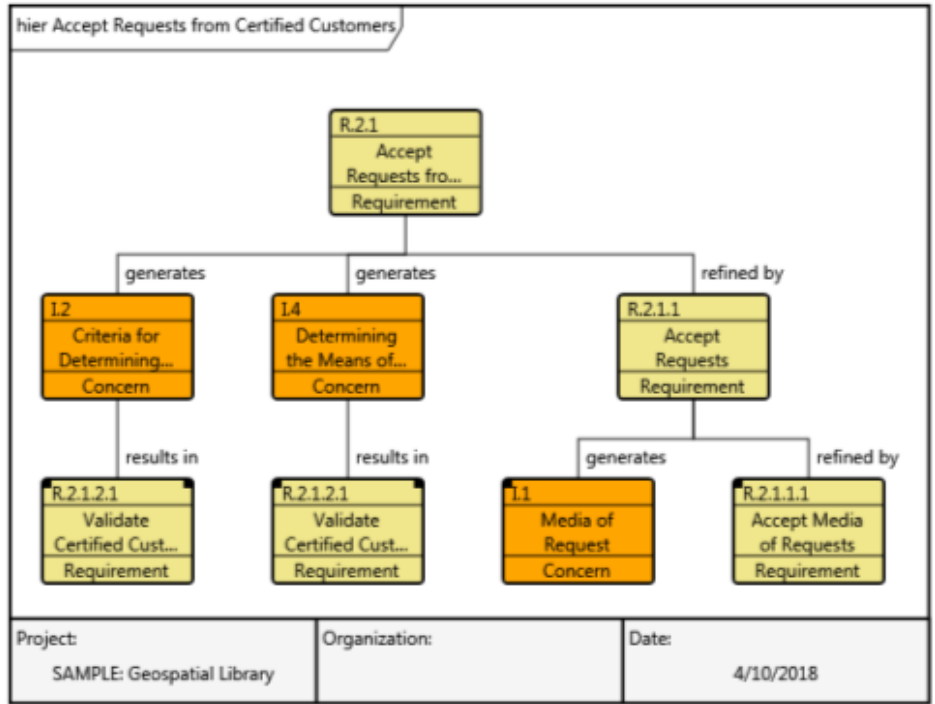 hier Accept Requests from Certified Customers
R.2.1
Accept
Requests fro...
Requirement
generates
generates
refined by
I.2
Criteria for
Determining...
Concern
I.4
Determining
the Means of...
Concern
R.2.1.1
Accept
Requests
Requirement
results in
results in
generates
refined by
R.2.1.2.1
Validate
Certified Cust...
Requirement
R.2.1.2.1
Validate
Certified Cust...
Requirement
I.1
Media of
Request
Concern
R.2.1.1.1
Accept Media
of Requests
Requirement
Project:
SAMPLE: Geospatial Library
Organization:
Date:
4/10/2018